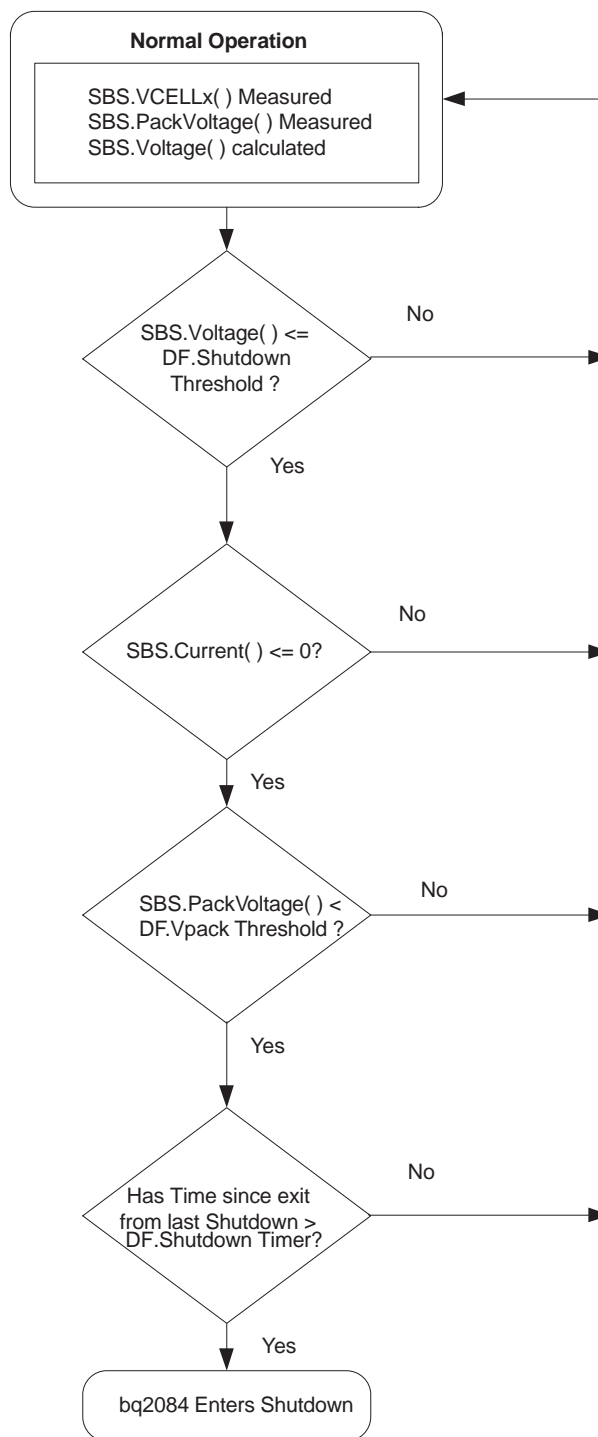 Normal Operation
SBS.VCELLx( ) Measured
SBS.PackVoltage( ) Measured
SBS.Voltage( ) calculated
SBS.Voltage( ) <=
DF.Shutdown
Threshold ?
No
Yes
SBS.Current( ) <= 0?
No
Yes
SBS.PackVoltage( ) <
DF.Vpack Threshold ?
No
Yes
Has Time since exit
from last Shutdown >
DF.Shutdown Timer?
No
Yes
bq2084 Enters Shutdown